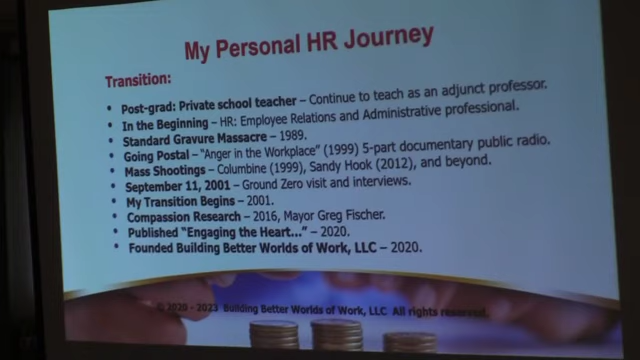 My Personal HR Journey
Transition:
• Post-grad: Private school teacher – Continue to teach as an adjunct professor.
• In the Beginning – HR: Employee Relations and Administrative professional.
• Standard Gravure Massacre – 1989.
• Going Postal – “Anger in the Workplace” (1999) 5-part documentary public radio.
• Mass Shootings – Columbine (1999), Sandy Hook (2012), and beyond.
• September 11, 2001 – Ground Zero visit and interviews.
• My Transition Begins – 2001.
• Compassion Research – 2016, Mayor Greg Fischer.
• Published “Engaging the Heart...” – 2020.
• Founded Building Better Worlds of Work, LLC – 2020.
© 2020 - 2023 Building Better Worlds of Work, LLC All rights reserved.